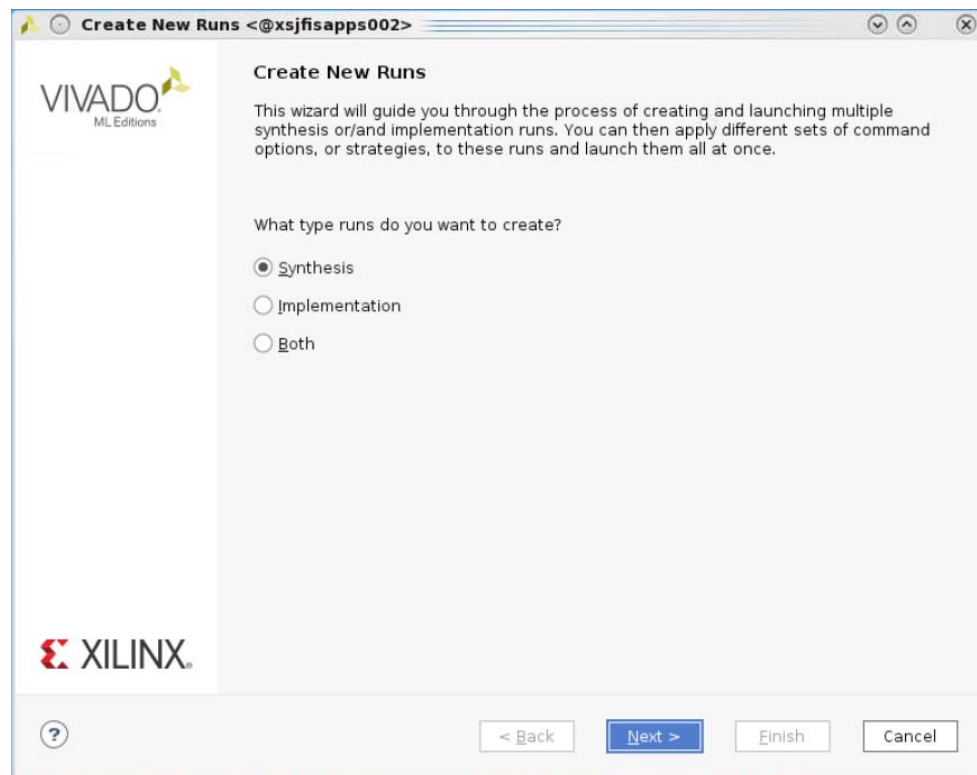 Create New Runs <@xsjfisapps002>
VIVADO.
ML Editions
Create New Runs
This wizard will guide you through the process of creating and launching multiple
synthesis or/and implementation runs. You can then apply different sets of command
options, or strategies, to these runs and launch them all at once.
What type runs do you want to create?
Synthesis
Implementation
Both
XILINX®
?
< Back
Next >
Finish
Cancel